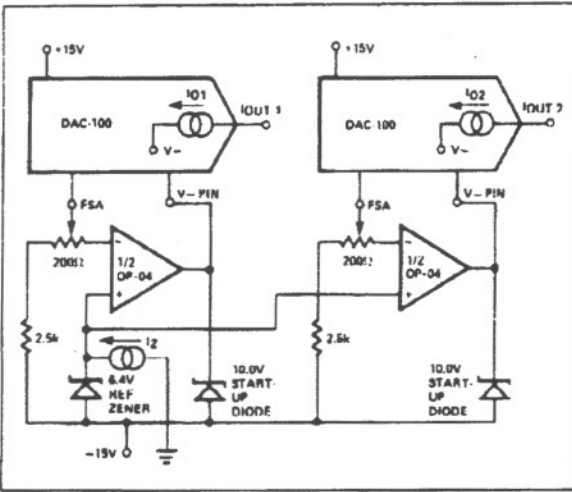 +15V
+15V
DAC-100
IO1
IOUT 1
V-
DAC-100
IO2
IOUT 2
V-
FSA
V- PIN
FSA
V- PIN
200Ω
1/2
OP-04
-
+
200Ω
1/2
OP-04
-
+
2.5k
I2
6.4V
REF
ZENER
10.0V
START-
UP
DIODE
2.5k
10.0V
START-
UP
DIODE
-15V